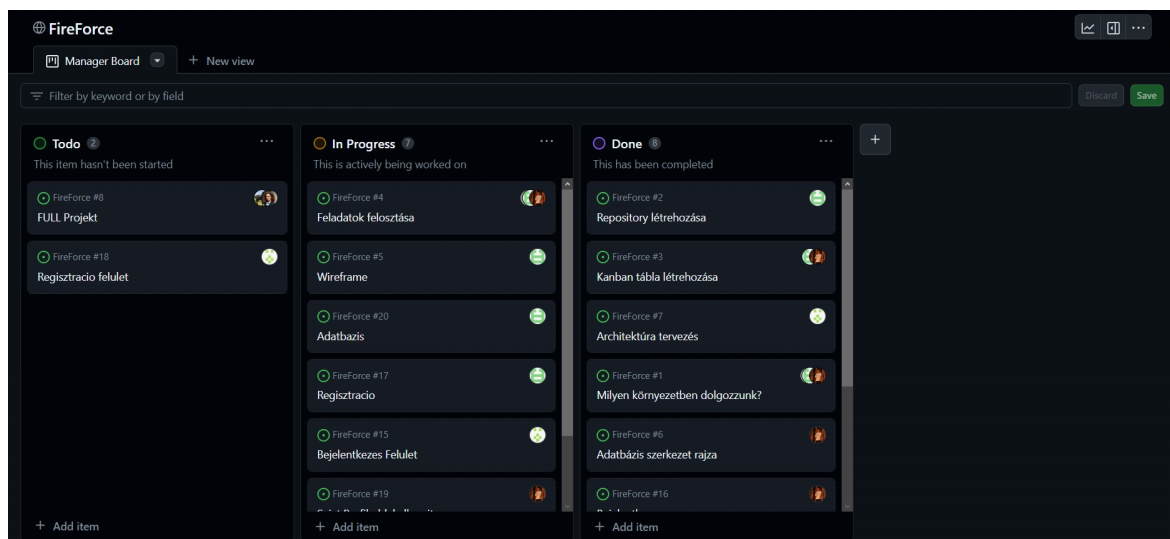 FireForce
Manager Board
+ New view
Filter by keyword or by field
Discard
Save
Todo 2
This item hasn't been started
FireForce #8
FULL Projekt
FireForce #18
Regisztracio felulet
+ Add item
In Progress 7
This is actively being worked on
FireForce #4
Feladatok felosztása
FireForce #5
Wireframe
FireForce #20
Adatbazis
FireForce #17
Regisztracio
FireForce #15
Bejelentkezes Felulet
FireForce #19
+ Add item
Done 8
This has been completed
FireForce #2
Repository létrehozása
FireForce #3
Kanban tábla létrehozása
FireForce #7
Architektúra tervezés
FireForce #1
Milyen környezetben dolgozzunk?
FireForce #6
Adatbázis szerkezet rajza
FireForce #16
+ Add item
+